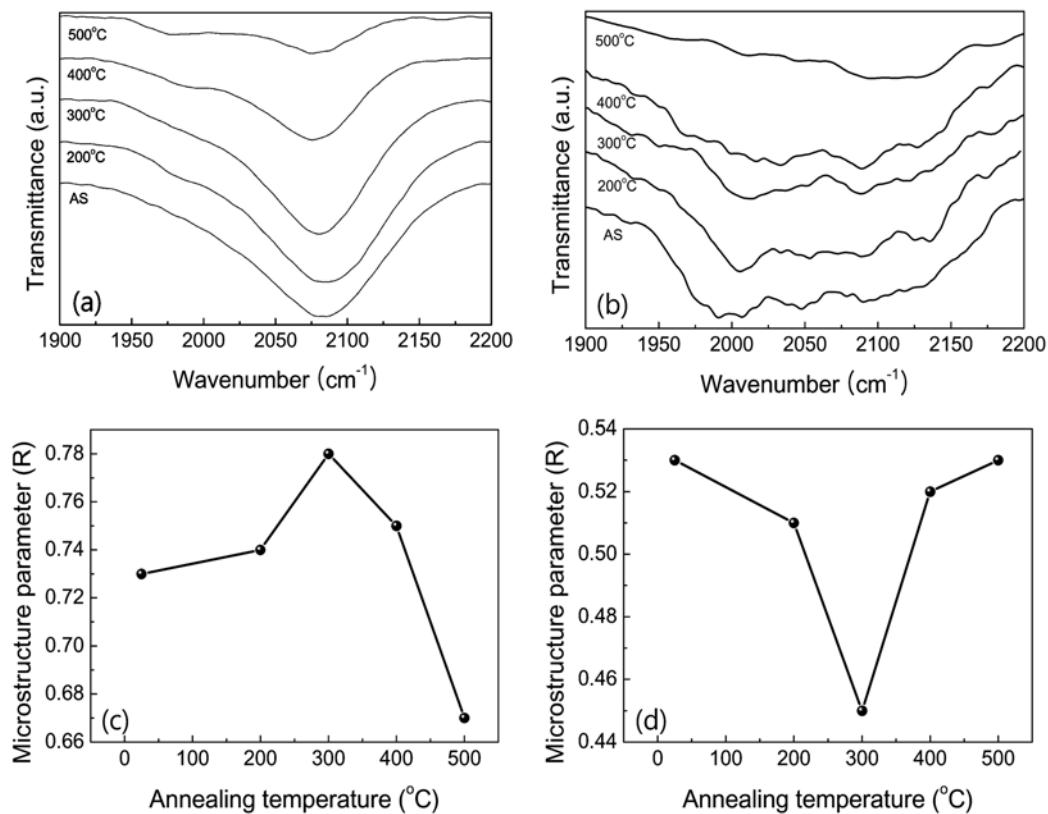 Transmittance (a.u.)
500°C
400°C
300°C
200°C
AS
(a)
1900 1950 2000 2050 2100 2150 2200
Wavenumber (cm⁻¹)
Transmittance (a.u.)
500°C
400°C
300°C
200°C
AS
(b)
1900 1950 2000 2050 2100 2150 2200
Wavenumber (cm⁻¹)
Microstructure parameter (R)
0.78
0.76
0.74
0.72
0.70
0.68
0.66
(c)
0 100 200 300 400 500
Annealing temperature (°C)
Microstructure parameter (R)
0.54
0.52
0.50
0.48
0.46
0.44
(d)
0 100 200 300 400 500
Annealing temperature (°C)